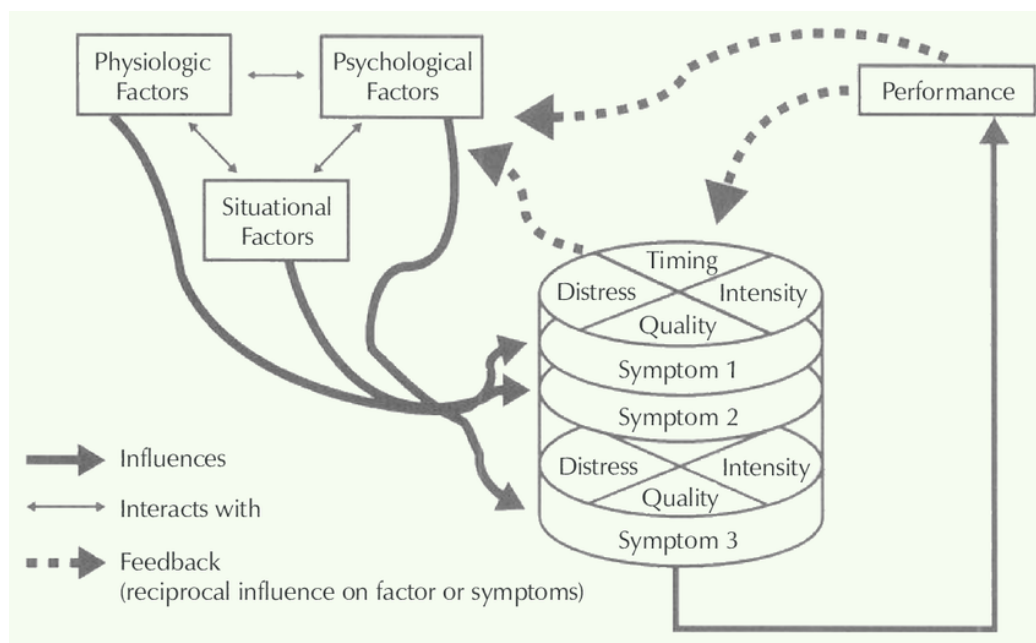 Physiologic
Factors
Psychological
Factors
Performance
Situational
Factors
Timing
Distress
Intensity
Quality
Symptom 1
Symptom 2
Distress
Intensity
Quality
Symptom 3
Influences
Interacts with
Feedback
(reciprocal influence on factor or symptoms)